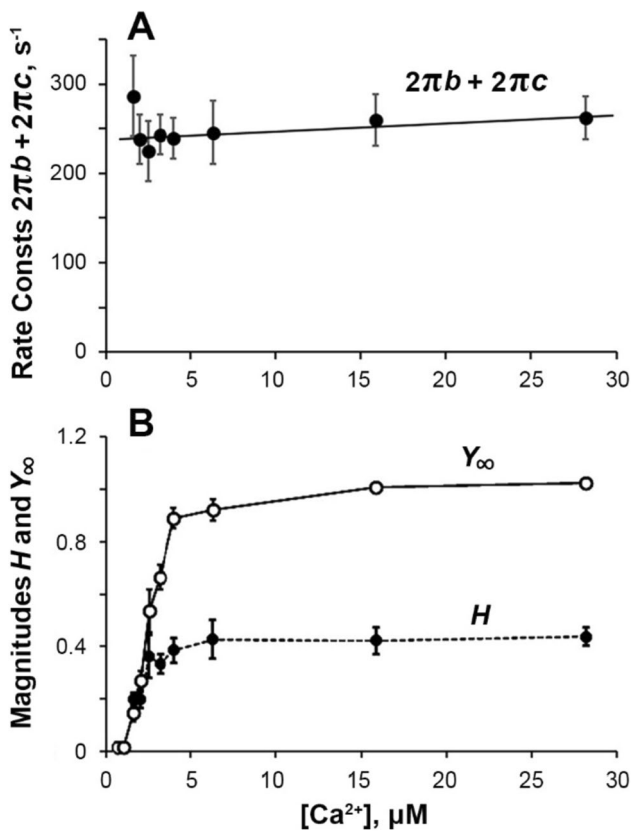 A
Rate Consts 2πb + 2πc, s⁻¹
300
200
100
0
2πb + 2πc
0 5 10 15 20 25 30
B
Magnitudes H and Y∞
1.2
0.8
0.4
0
Y∞
H
0 5 10 15 20 25 30
[Ca²⁺], µM